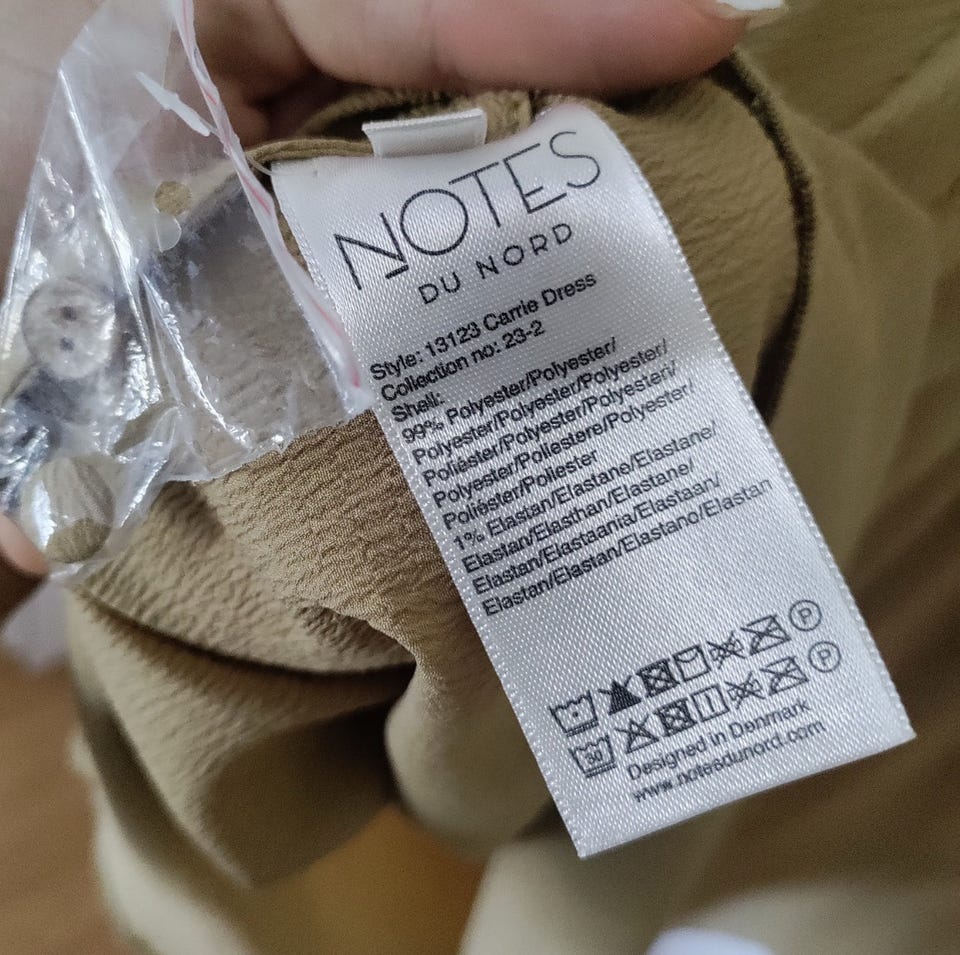 NOTES
DU NORD
Style: 13123 Carrie Dress
Collection no: 23-2
Shell:
99% Polyester/Polyester/
Polyester/Polyester/Polyester/
Poliester/Polyester/Polyesteri/
Polyester/Poliestere/Polyester/
Poliéster/Poliester
1% Elastan/Elastane/Elastane/
Elastan/Elasthan/Elastane/
Elastan/Elastaania/Elastaan/
Elastan/Elastan/Elastano/Elastan
P
30 P
Designed in Denmark
www.notesdunord.com